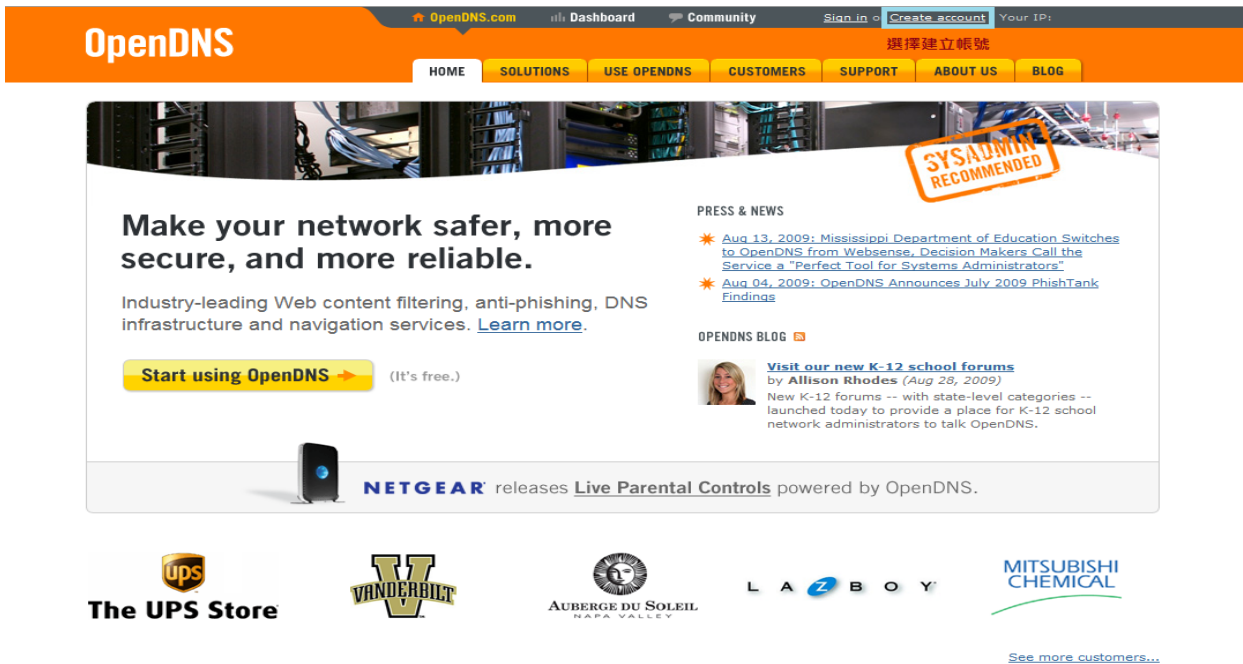 OpenDNS.com Dashboard Community Sign in o Create account Your IP:
OpenDNS
選擇建立帳號
HOME SOLUTIONS USE OPENDNS CUSTOMERS SUPPORT ABOUT US BLOG
SYSADMIN
RECOMMENDED
Make your network safer, more
secure, and more reliable.
Industry-leading Web content filtering, anti-phishing, DNS
infrastructure and navigation services. Learn more.
Start using OpenDNS (It's free.)
PRESS & NEWS
Aug 13, 2009: Mississippi Department of Education Switches
to OpenDNS from Websense, Decision Makers Call the
Service a "Perfect Tool for Systems Administrators"
Aug 04, 2009: OpenDNS Announces July 2009 PhishTank
Findings
OPENDNS BLOG
Visit our new K-12 school forums
by Allison Rhodes (Aug 28, 2009)
New K-12 forums -- with state-level categories --
launched today to provide a place for K-12 school
network administrators to talk OpenDNS.
NETGEAR releases Live Parental Controls powered by OpenDNS.
ups
The UPS Store
V
VANDERBILT
AUBERGE DU SOLEIL
NAPA VALLEY
LAZBOY
MITSUBISHI
CHEMICAL
See more customers...